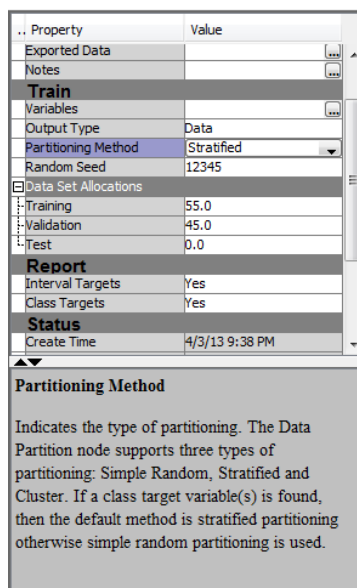 .. Property Value
Exported Data ...
Notes ...
Train
Variables ...
Output Type Data
Partitioning Method Stratified
Random Seed 12345
Data Set Allocations
Training 55.0
Validation 45.0
Test 0.0
Report
Interval Targets Yes
Class Targets Yes
Status
Create Time 4/3/13 9:38 PM
Partitioning Method
Indicates the type of partitioning. The Data
Partition node supports three types of
partitioning: Simple Random, Stratified and
Cluster. If a class target variable(s) is found,
then the default method is stratified partitioning
otherwise simple random partitioning is used.